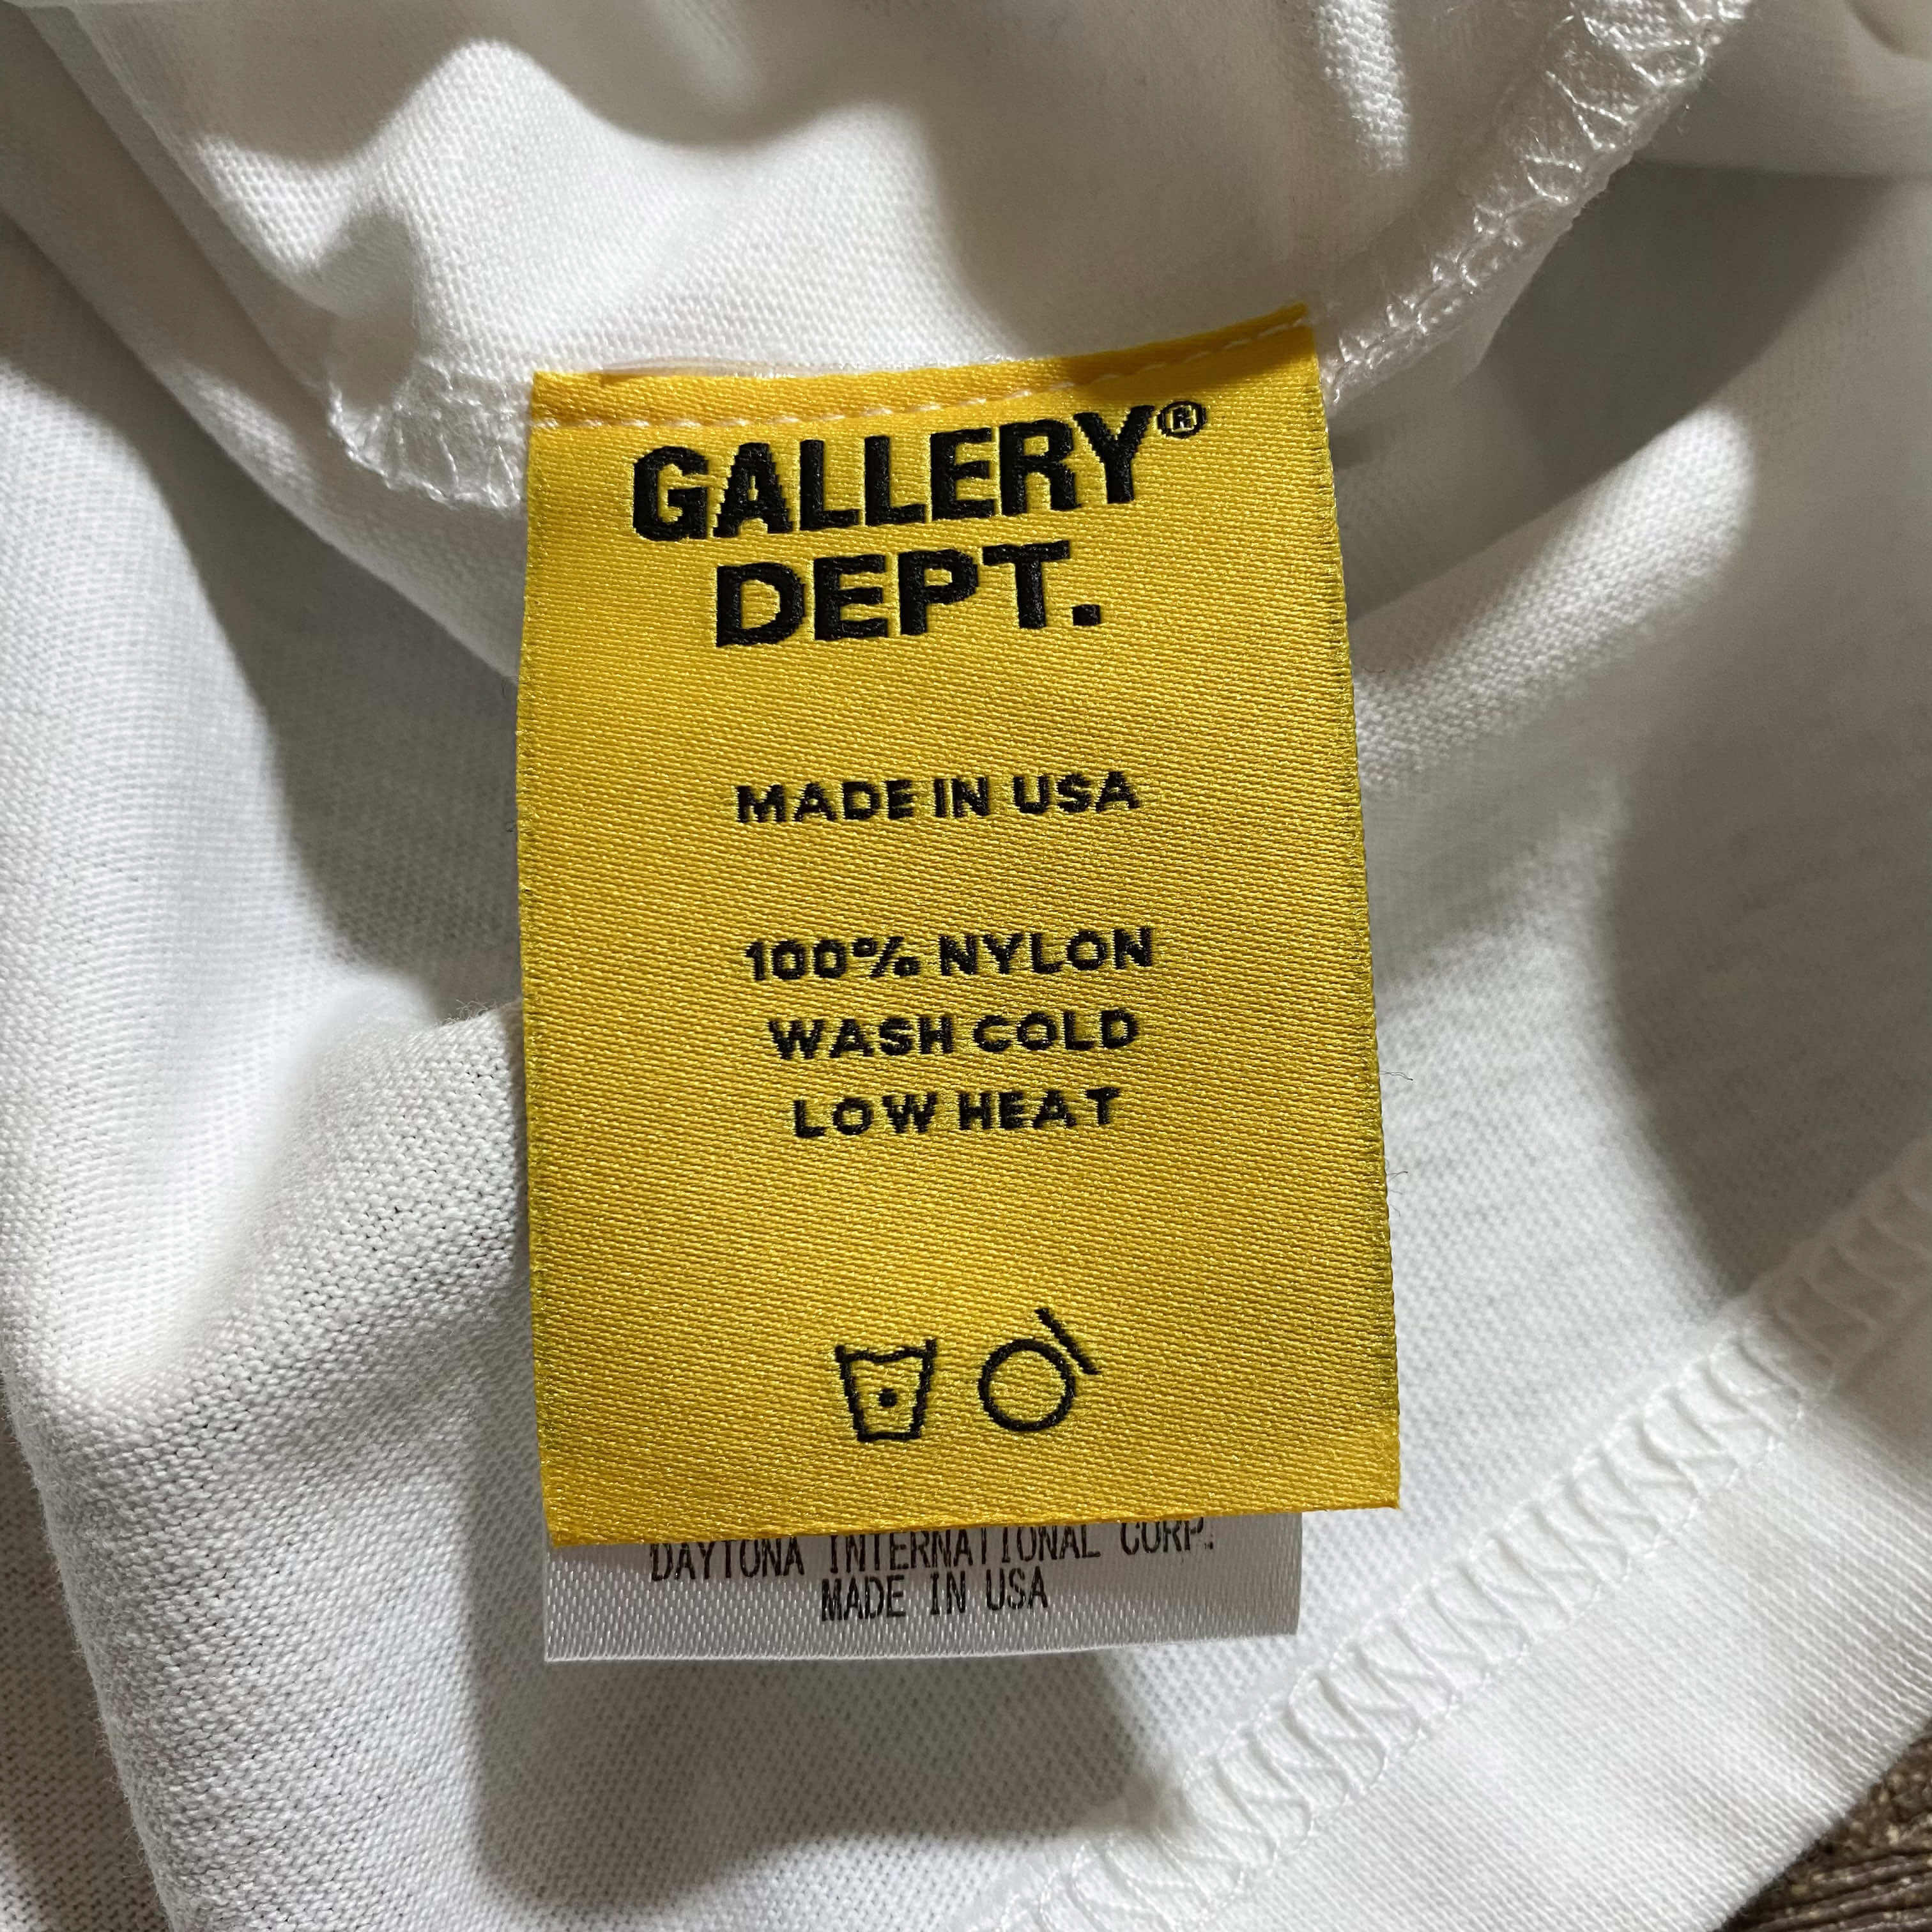 GALLERY®
DEPT.
MADE IN USA
100% NYLON
WASH COLD
LOW HEAT
DAYTONA INTERNATIONAL CORP.
MADE IN USA